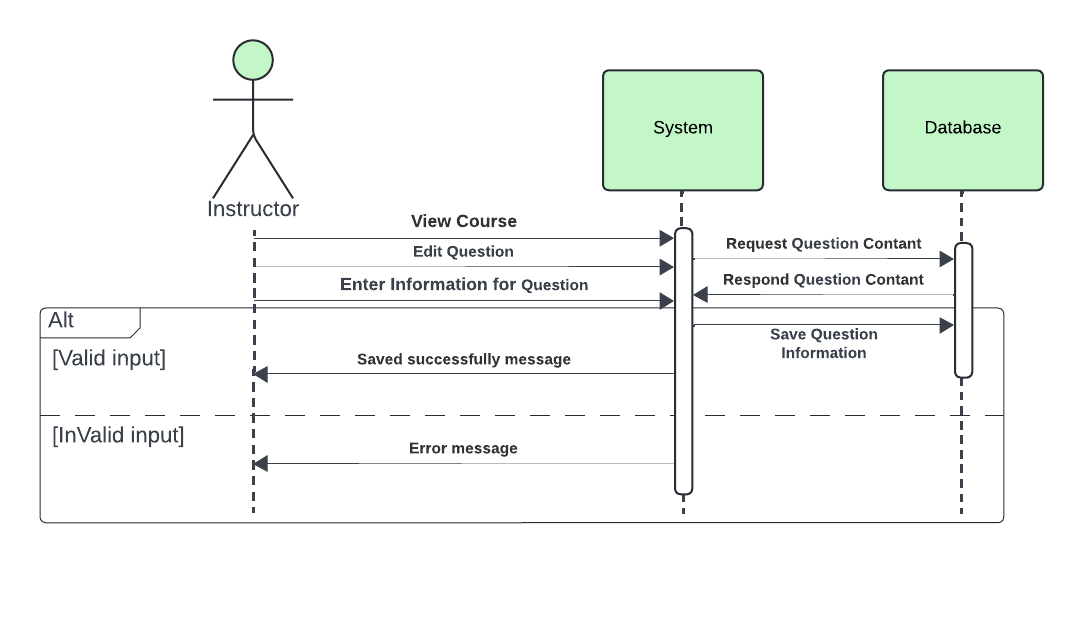 System
Database
Instructor
View Course
Request Question Contant
Edit Question
Respond Question Contant
Enter Information for Question
Alt
Save Question
Information
[Valid input]
Saved successfully message
[InValid input]
Error message